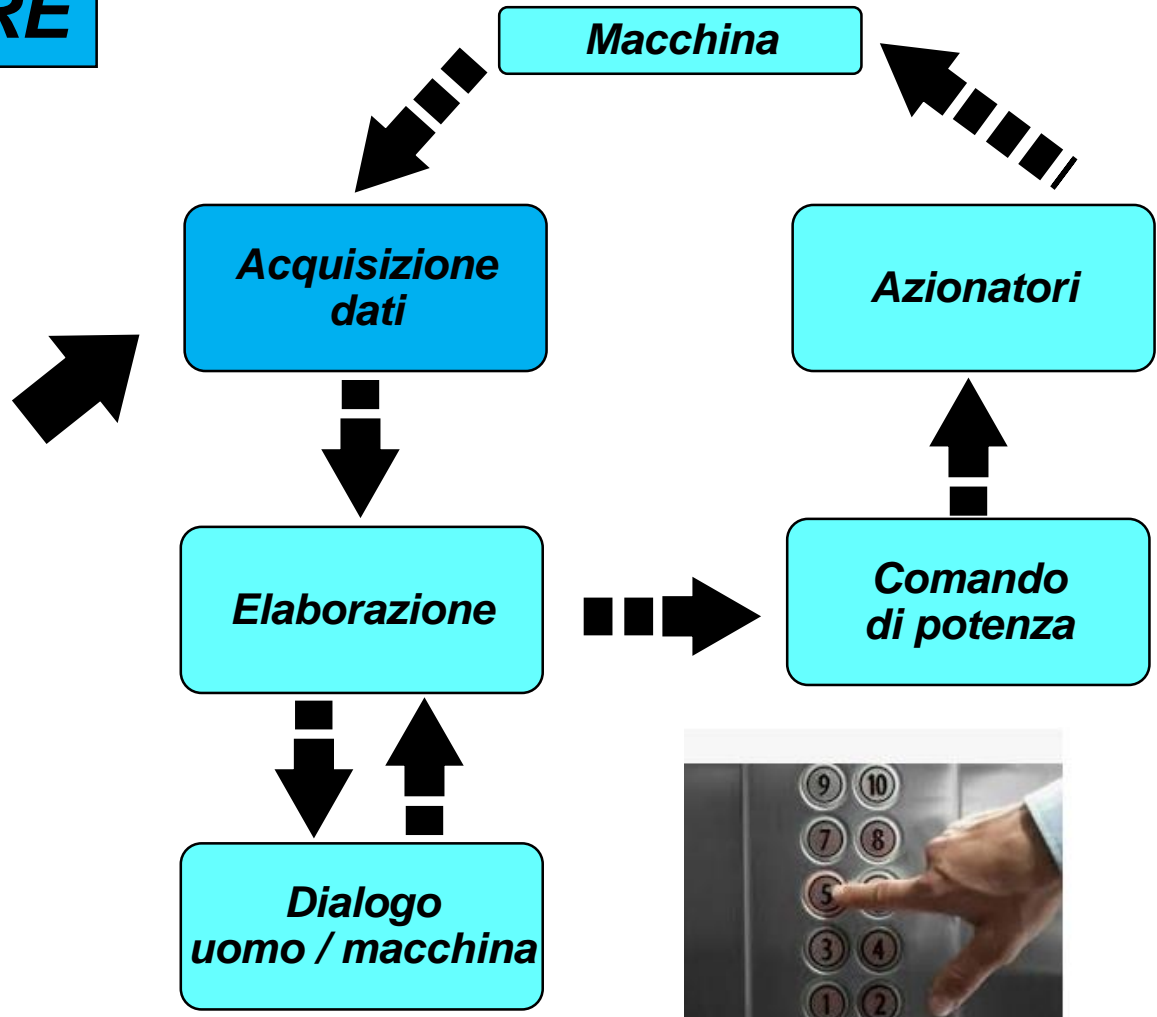 RE
Macchina
Acquisizione
dati
Azionatori
Elaborazione
Comando
di potenza
Dialogo
uomo / macchina
9 10
7 8
5
3 4
1 2